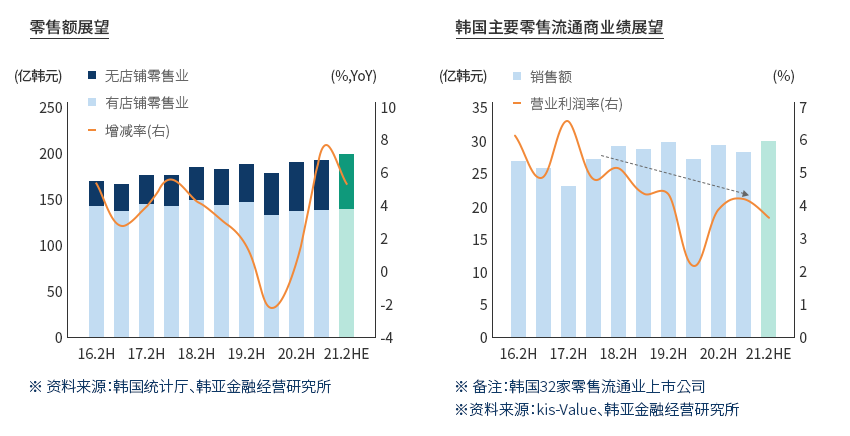 零售额展望
(亿韩元)
无店铺零售业
有店铺零售业
增减率(右)
(%,YoY)
250
200
150
100
50
0
10
8
6
4
2
0
-2
-4
16.2H 17.2H 18.2H 19.2H 20.2H 21.2HE
※ 资料来源:韩国统计厅、韩亚金融经营研究所
韩国主要零售流通商业绩展望
(亿韩元)
销售额
营业利润率(右)
(%)
35
30
25
20
15
10
5
0
7
6
5
4
3
2
1
0
16.2H 17.2H 18.2H 19.2H 20.2H 21.2HE
※ 备注:韩国32家零售流通业上市公司
※资料来源:kis-Value、韩亚金融经营研究所